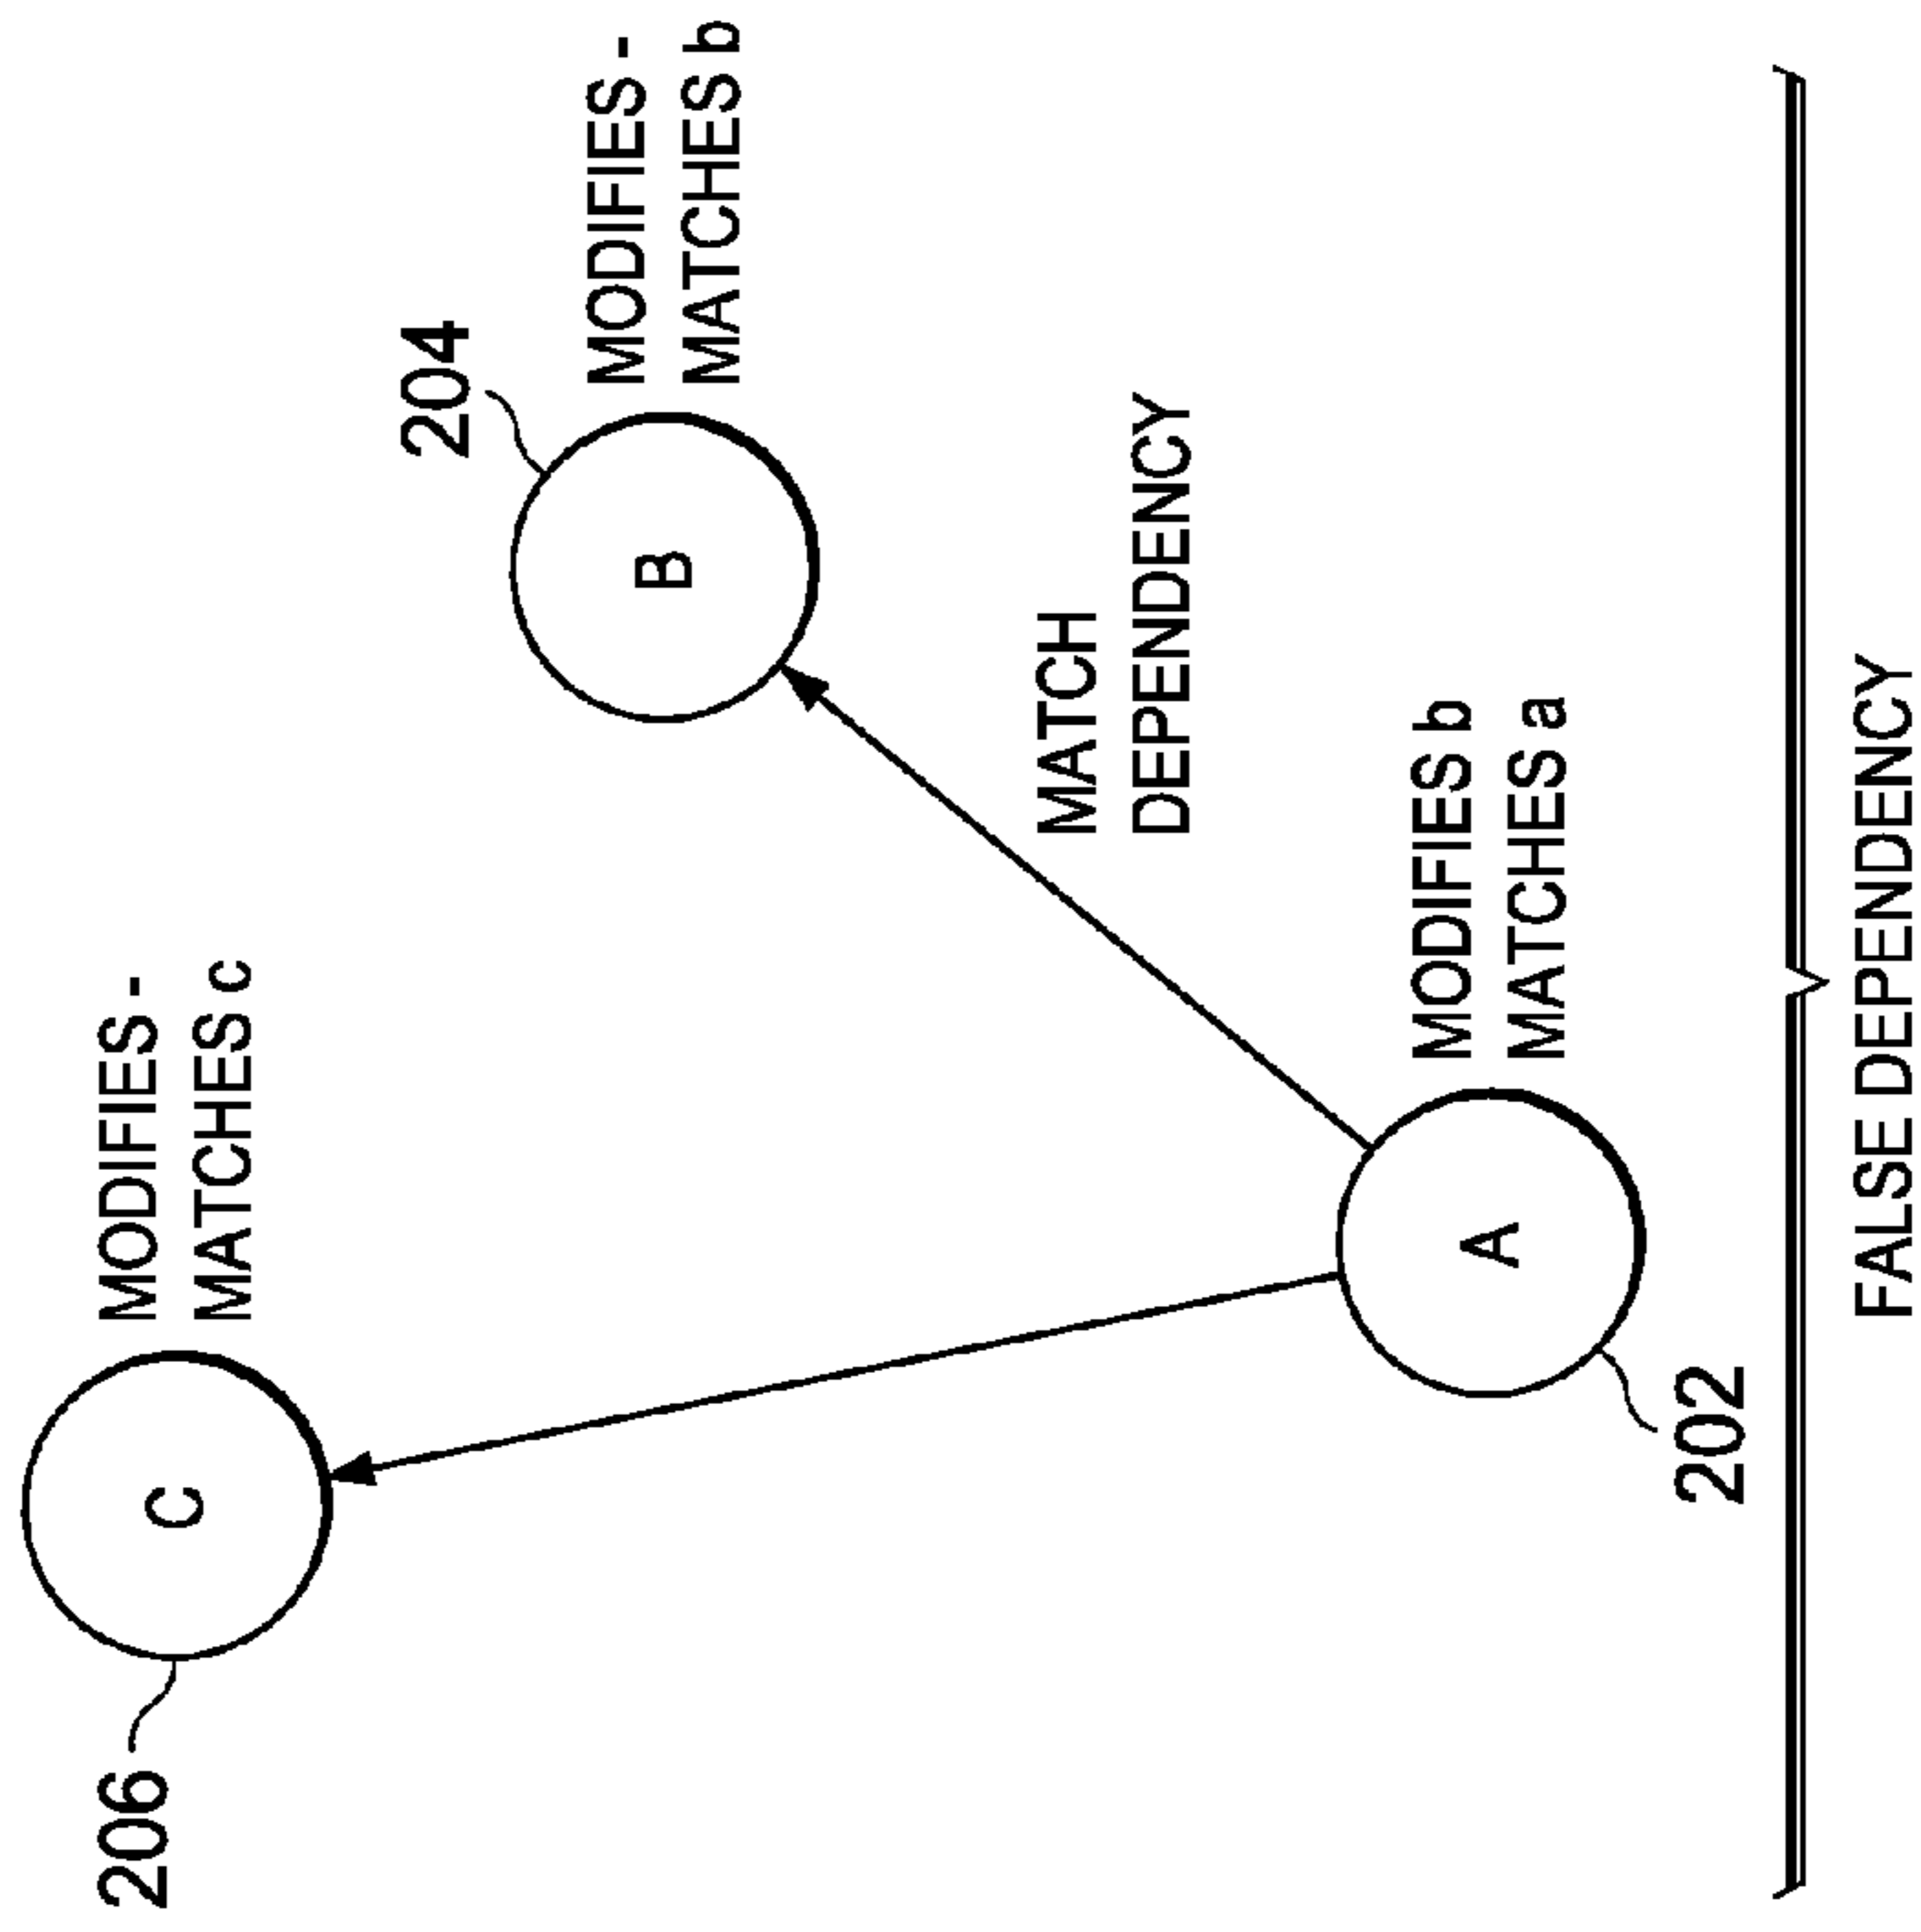 206
C
MODIFIES -
MATCHES c
204
B
MODIFIES -
MATCHES b
MATCH
DEPENDENCY
A
MODIFIES b
MATCHES a
202
FALSE DEPENDENCY